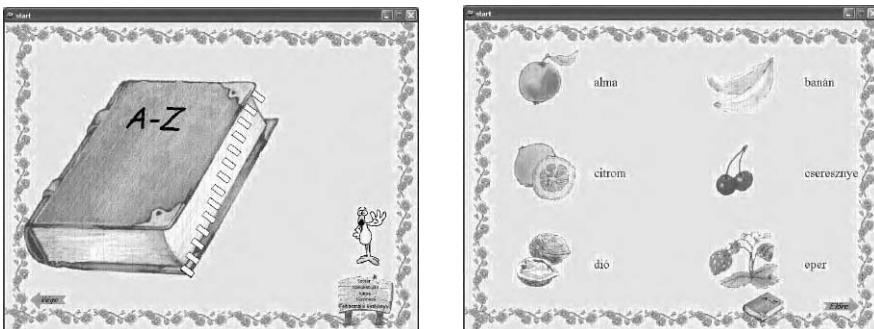 start
A-Z
Vége
start
alma
banán
citrom
cseresznye
dió
eper
Előre